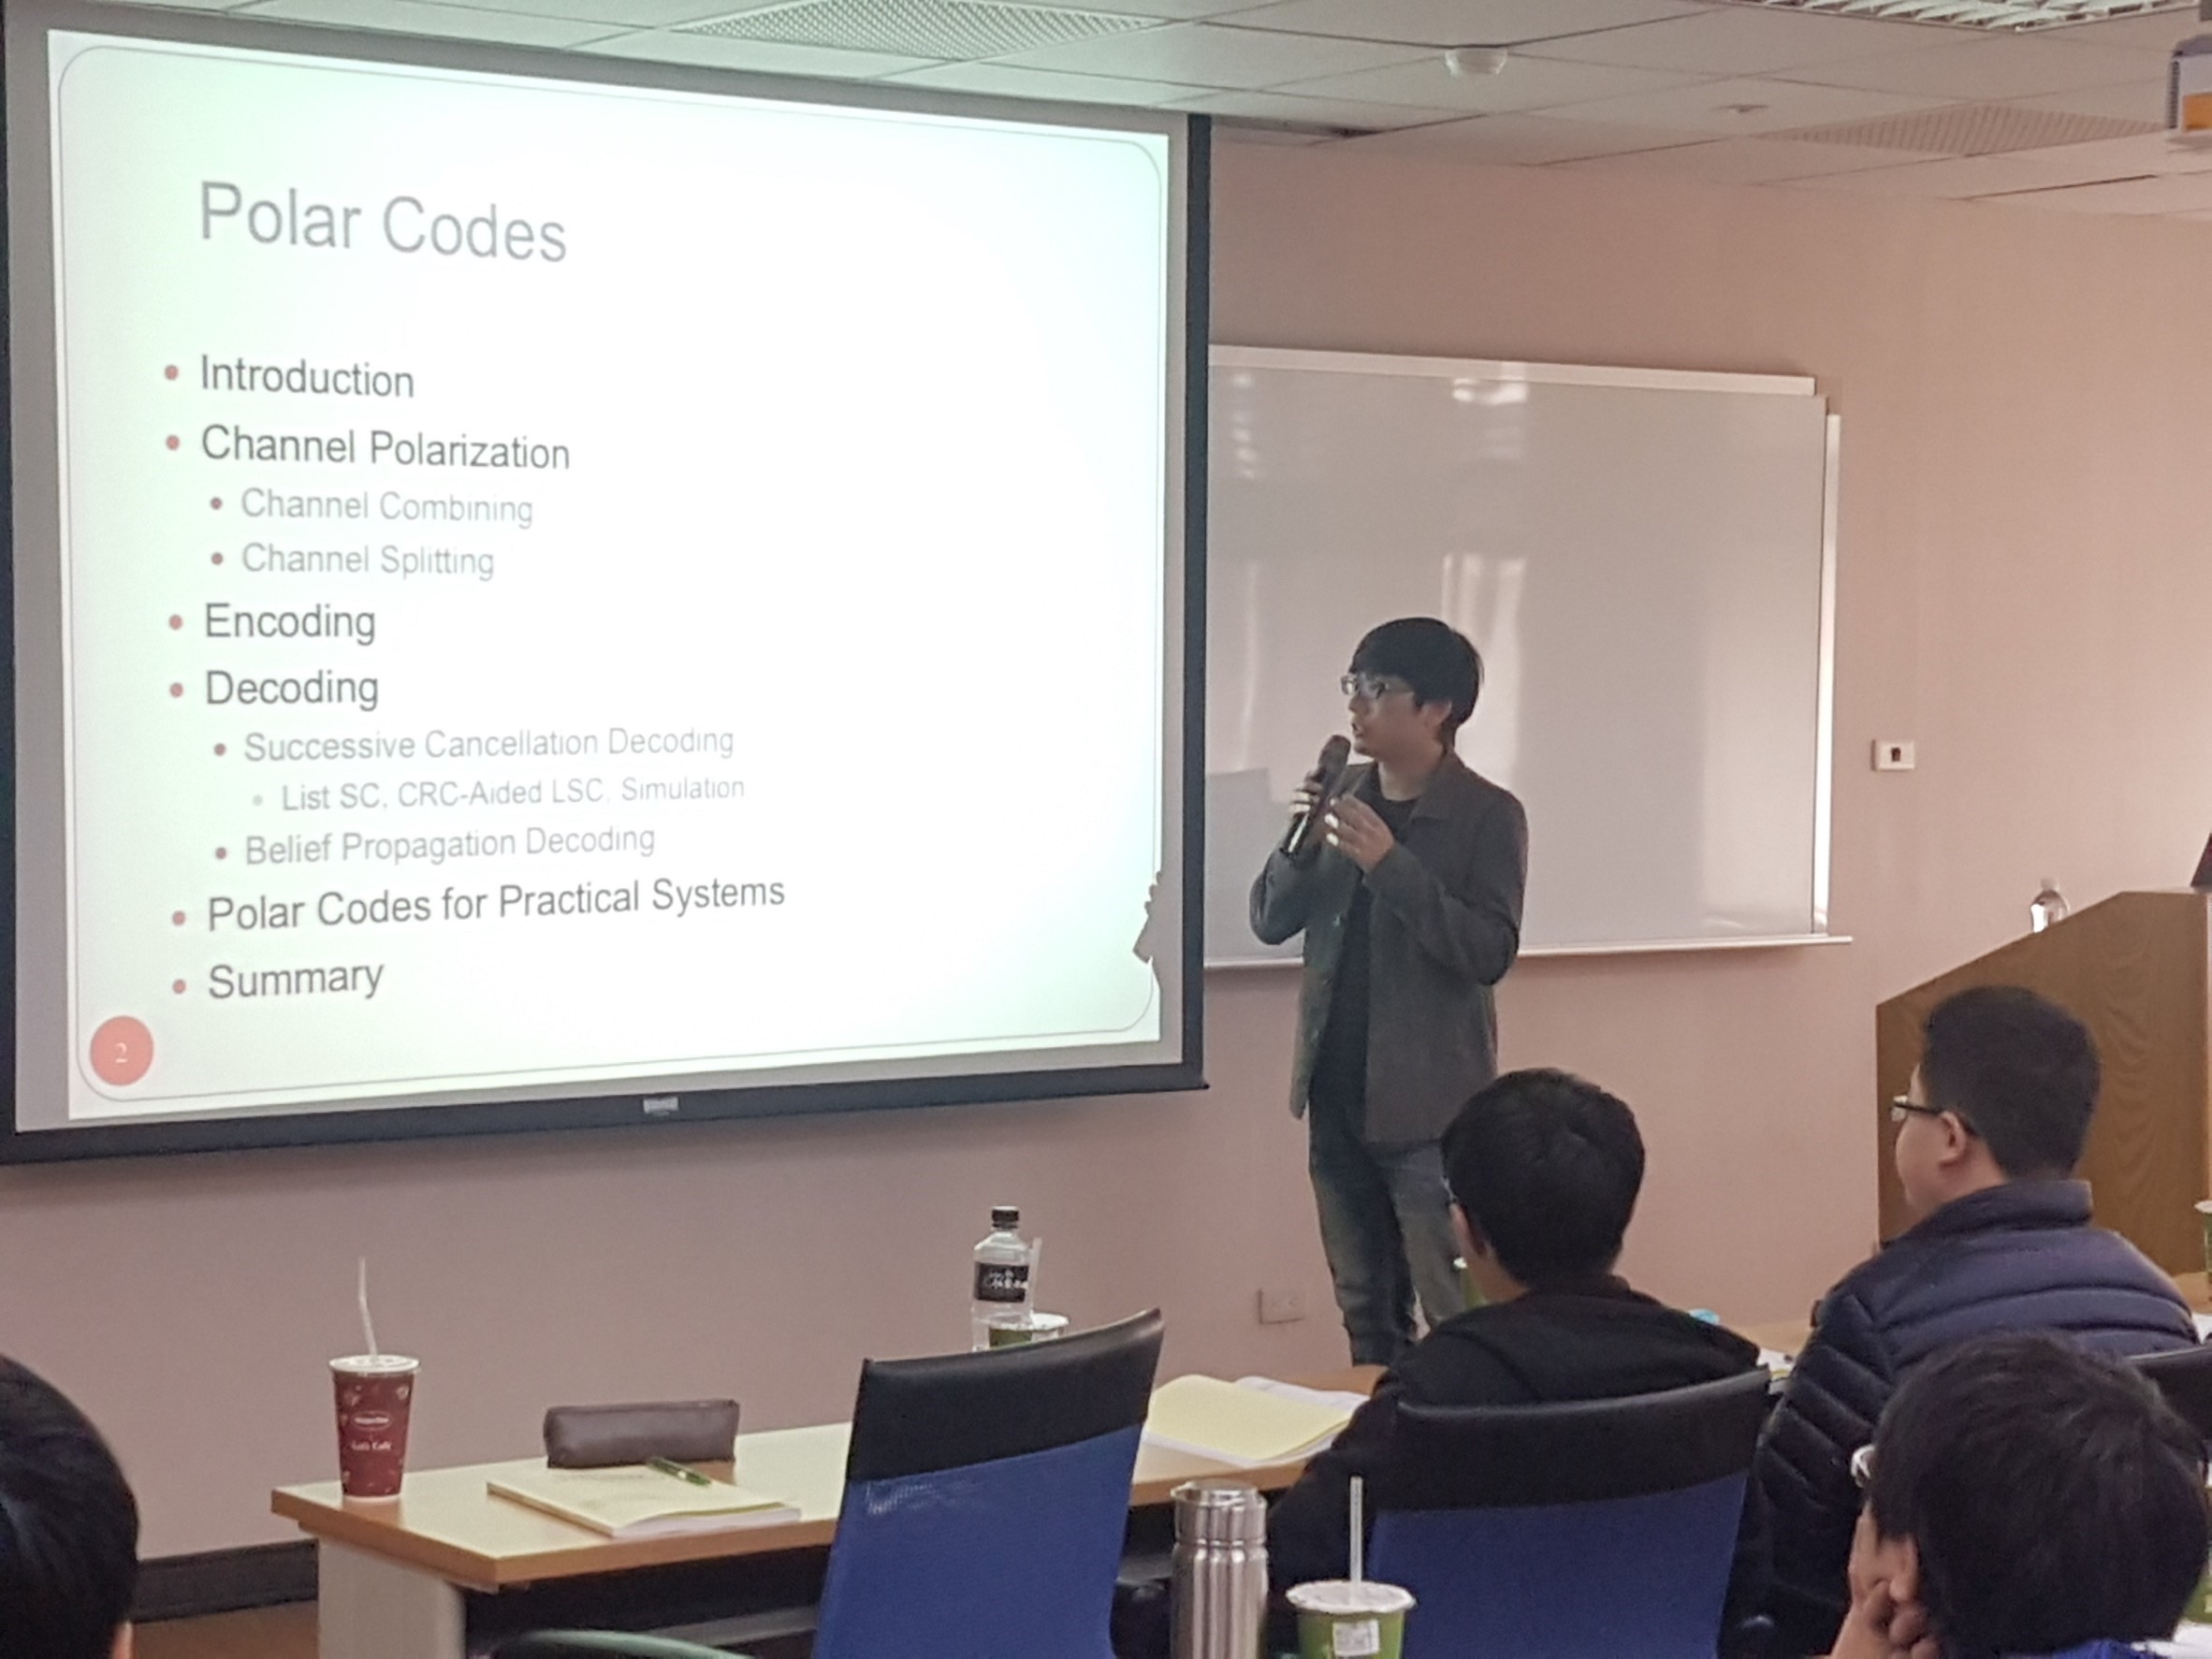 Polar Codes
Introduction
Channel Polarization
Channel Combining
Channel Splitting
Encoding
Decoding
Successive Cancellation Decoding
List SC, CRC-Aided LSC, Simulation
Belief Propagation Decoding
Polar Codes for Practical Systems
Summary
2